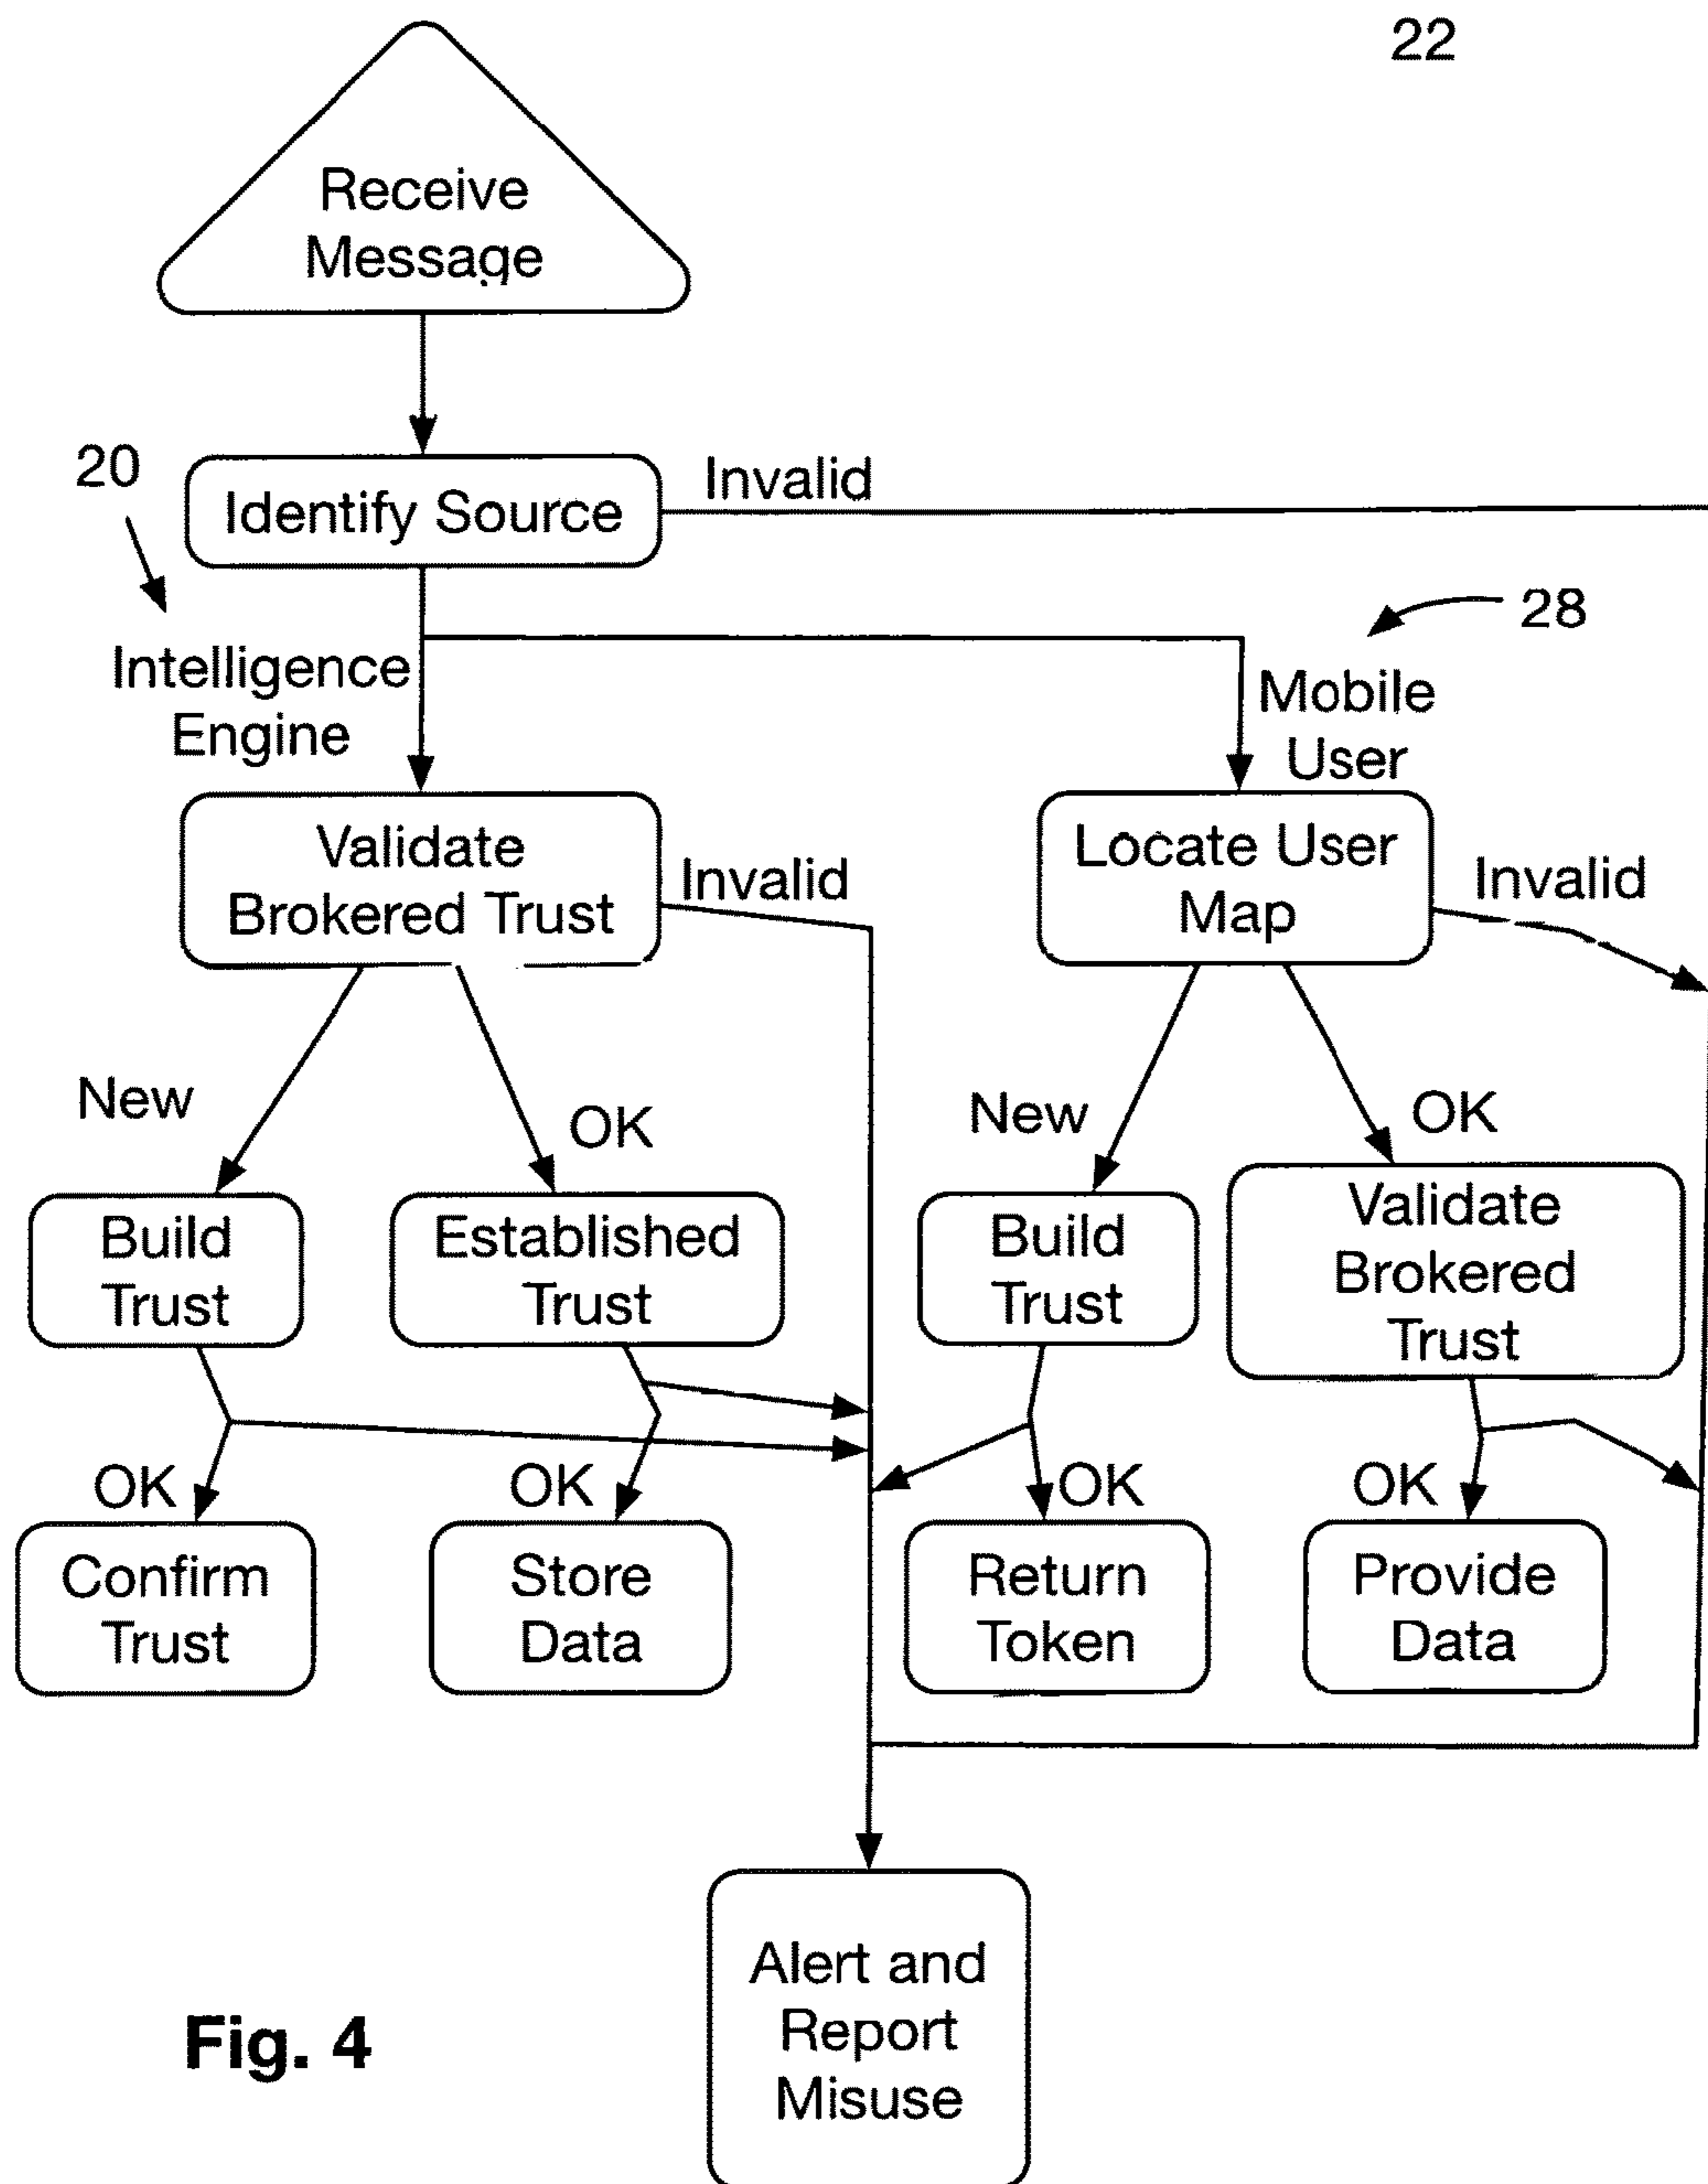 22
Receive
Message
20
Identify Source
Invalid
28
Intelligence
Engine
Mobile
User
Validate
Brokered Trust
Invalid
Locate User
Map
Invalid
New
OK
New
OK
Build
Trust
Established
Trust
Build
Trust
Validate
Brokered
Trust
OK
OK
OK
OK
Confirm
Trust
Store
Data
Return
Token
Provide
Data
Alert and
Report
Misuse
Fig. 4